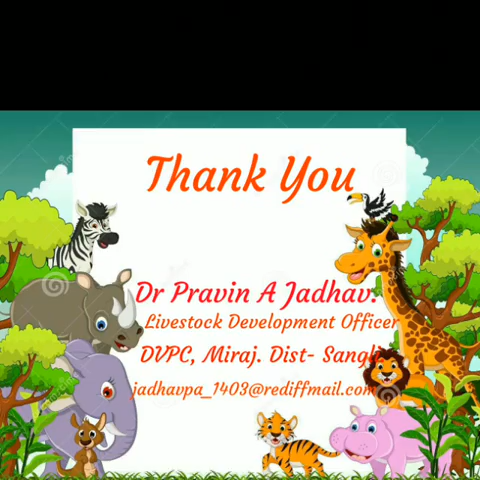 Thank You
Dr Pravin A Jadhav.
Livestock Development Officer
DVPC, Miraj. Dist- Sangli
jadhavpa_1403@rediffmail.com